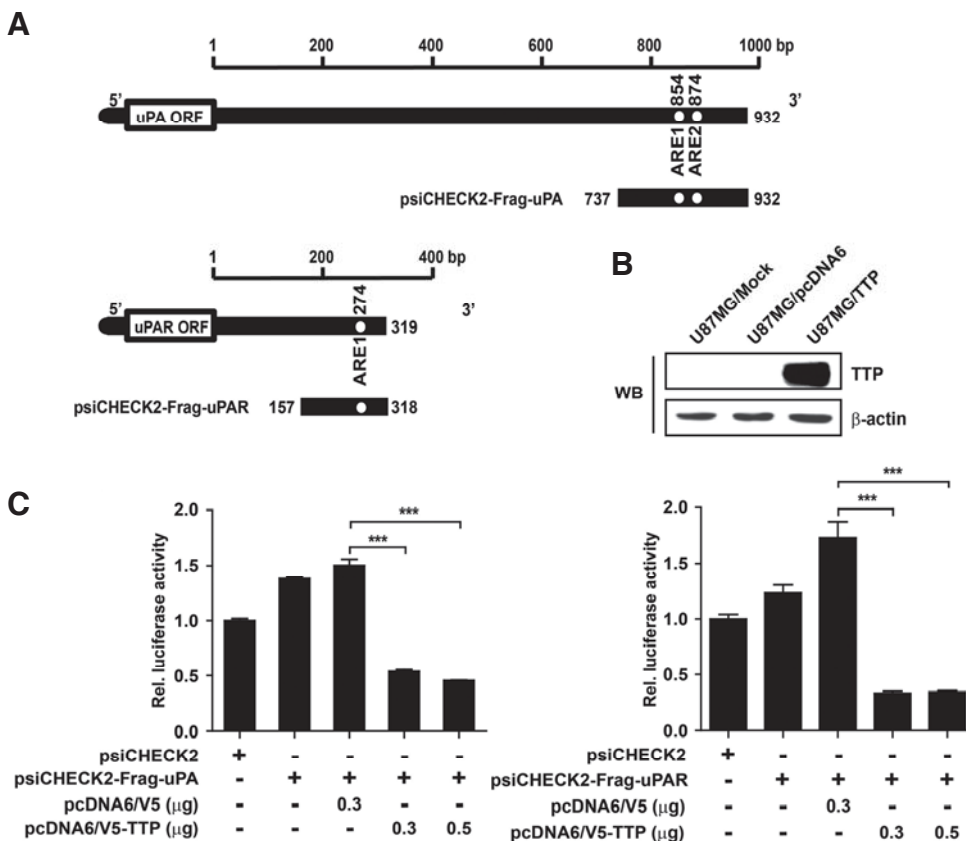 A
1 200 400 600 800 1000 bp
5’ 3’
uPA ORF 854 874 932
ARE1 ARE2
psiCHECK2-Frag-uPA 737 932
1 200 400 bp
5’ 3’
uPAR ORF 274 319
ARE1
psiCHECK2-Frag-uPAR 157 318
B
U87MG/Mock U87MG/pcDNA6 U87MG/TTP
WB
TTP
β-actin
C
Rel. luciferase activity
2.0
1.5
1.0
0.5
0.0
***
***
psiCHECK2 + - - - -
psiCHECK2-Frag-uPA - + + + +
pcDNA6/V5 (μg) - - 0.3 - -
pcDNA6/V5-TTP (μg) - - - 0.3 0.5
Rel. luciferase activity
2.0
1.5
1.0
0.5
0.0
***
***
psiCHECK2 + - - - -
psiCHECK2-Frag-uPAR - + + + +
pcDNA6/V5 (μg) - - 0.3 - -
pcDNA6/V5-TTP (μg) - - - 0.3 0.5